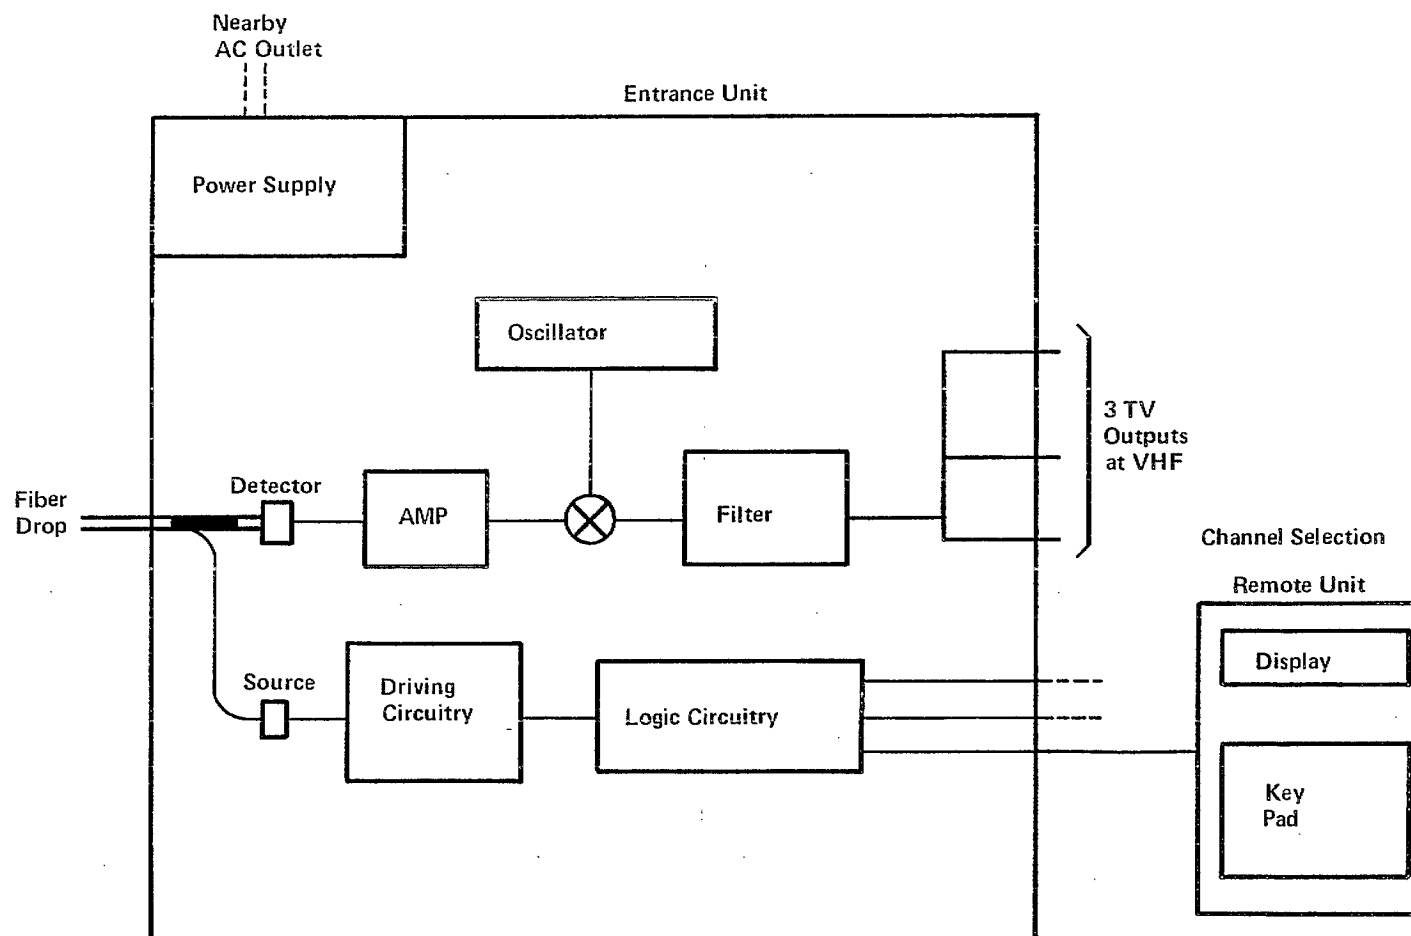 Nearby
AC Outlet
Entrance Unit
Power Supply
Oscillator
3 TV
Outputs
at VHF
Detector
Fiber
Drop
AMP
Filter
Channel Selection
Remote Unit
Display
Source
Driving
Circuitry
Logic Circuitry
Key
Pad